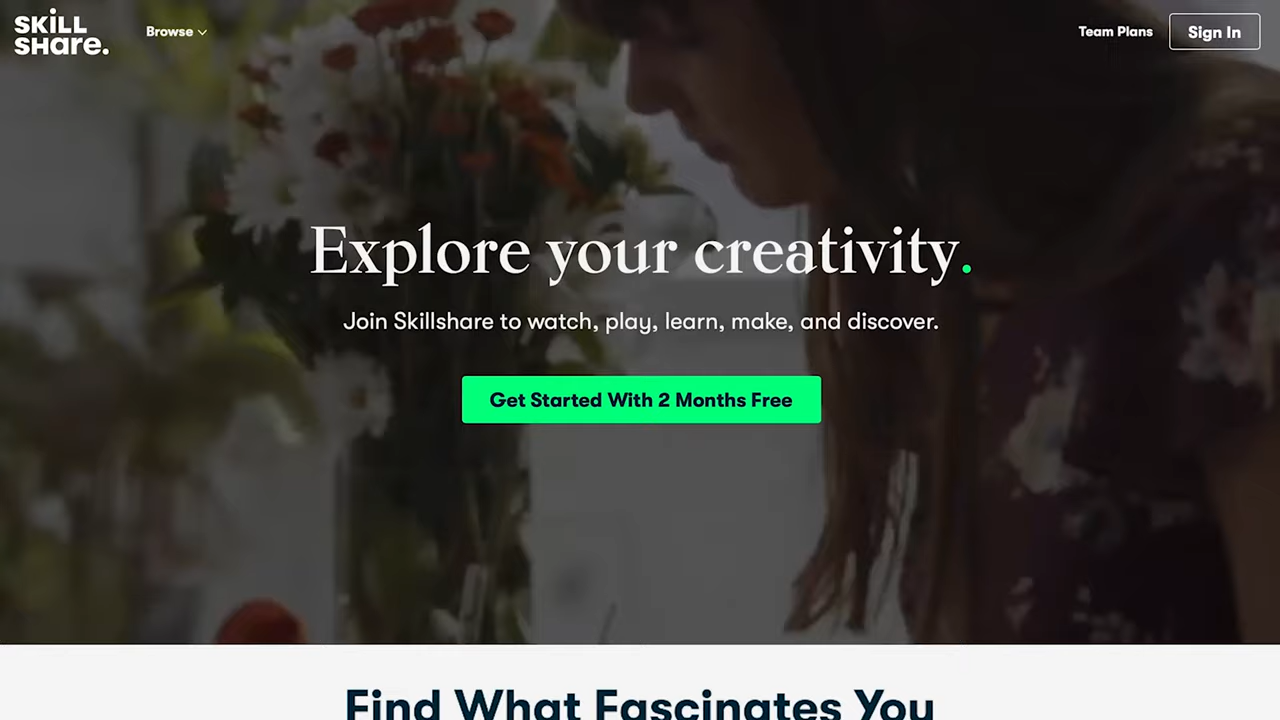 SKILL
SHare.
Browse
Team Plans
Sign In
Explore your creativity.
Join Skillshare to watch, play, learn, make, and discover.
Get Started With 2 Months Free
Find What Fascinates You